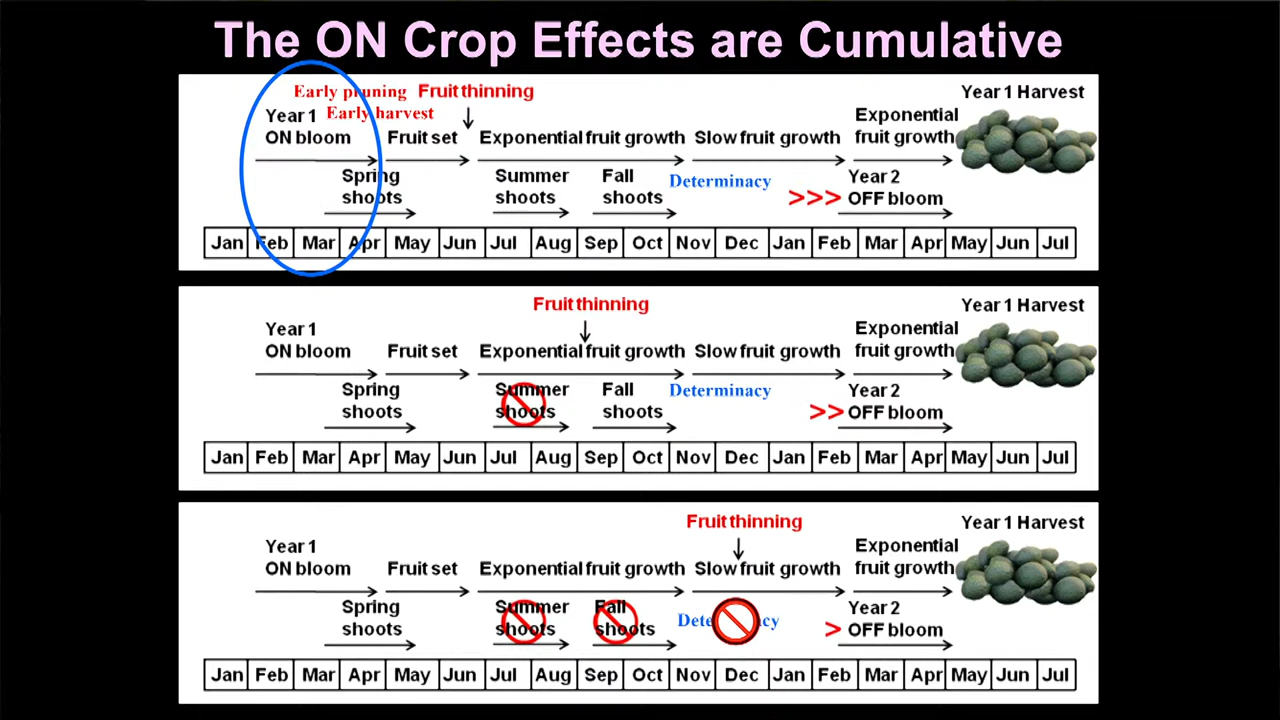 The ON Crop Effects are Cumulative
Early pruning Fruit thinning Year 1 Harvest
Year 1 Early harvest Exponential
ON bloom Fruit set Exponential fruit growth Slow fruit growth fruit growth
Spring Summer Fall Determinacy Year 2
shoots shoots shoots >>> OFF bloom
Jan Feb Mar Apr May Jun Jul Aug Sep Oct Nov Dec Jan Feb Mar Apr May Jun Jul
Fruit thinning Year 1 Harvest
Year 1 Exponential
ON bloom Fruit set Exponential fruit growth Slow fruit growth fruit growth
Spring Summer Fall Determinacy Year 2
shoots shoots shoots >> OFF bloom
Jan Feb Mar Apr May Jun Jul Aug Sep Oct Nov Dec Jan Feb Mar Apr May Jun Jul
Fruit thinning Year 1 Harvest
Year 1 Exponential
ON bloom Fruit set Exponential fruit growth Slow fruit growth fruit growth
Spring Summer Fall Determinacy Year 2
shoots shoots shoots > OFF bloom
Jan Feb Mar Apr May Jun Jul Aug Sep Oct Nov Dec Jan Feb Mar Apr May Jun Jul